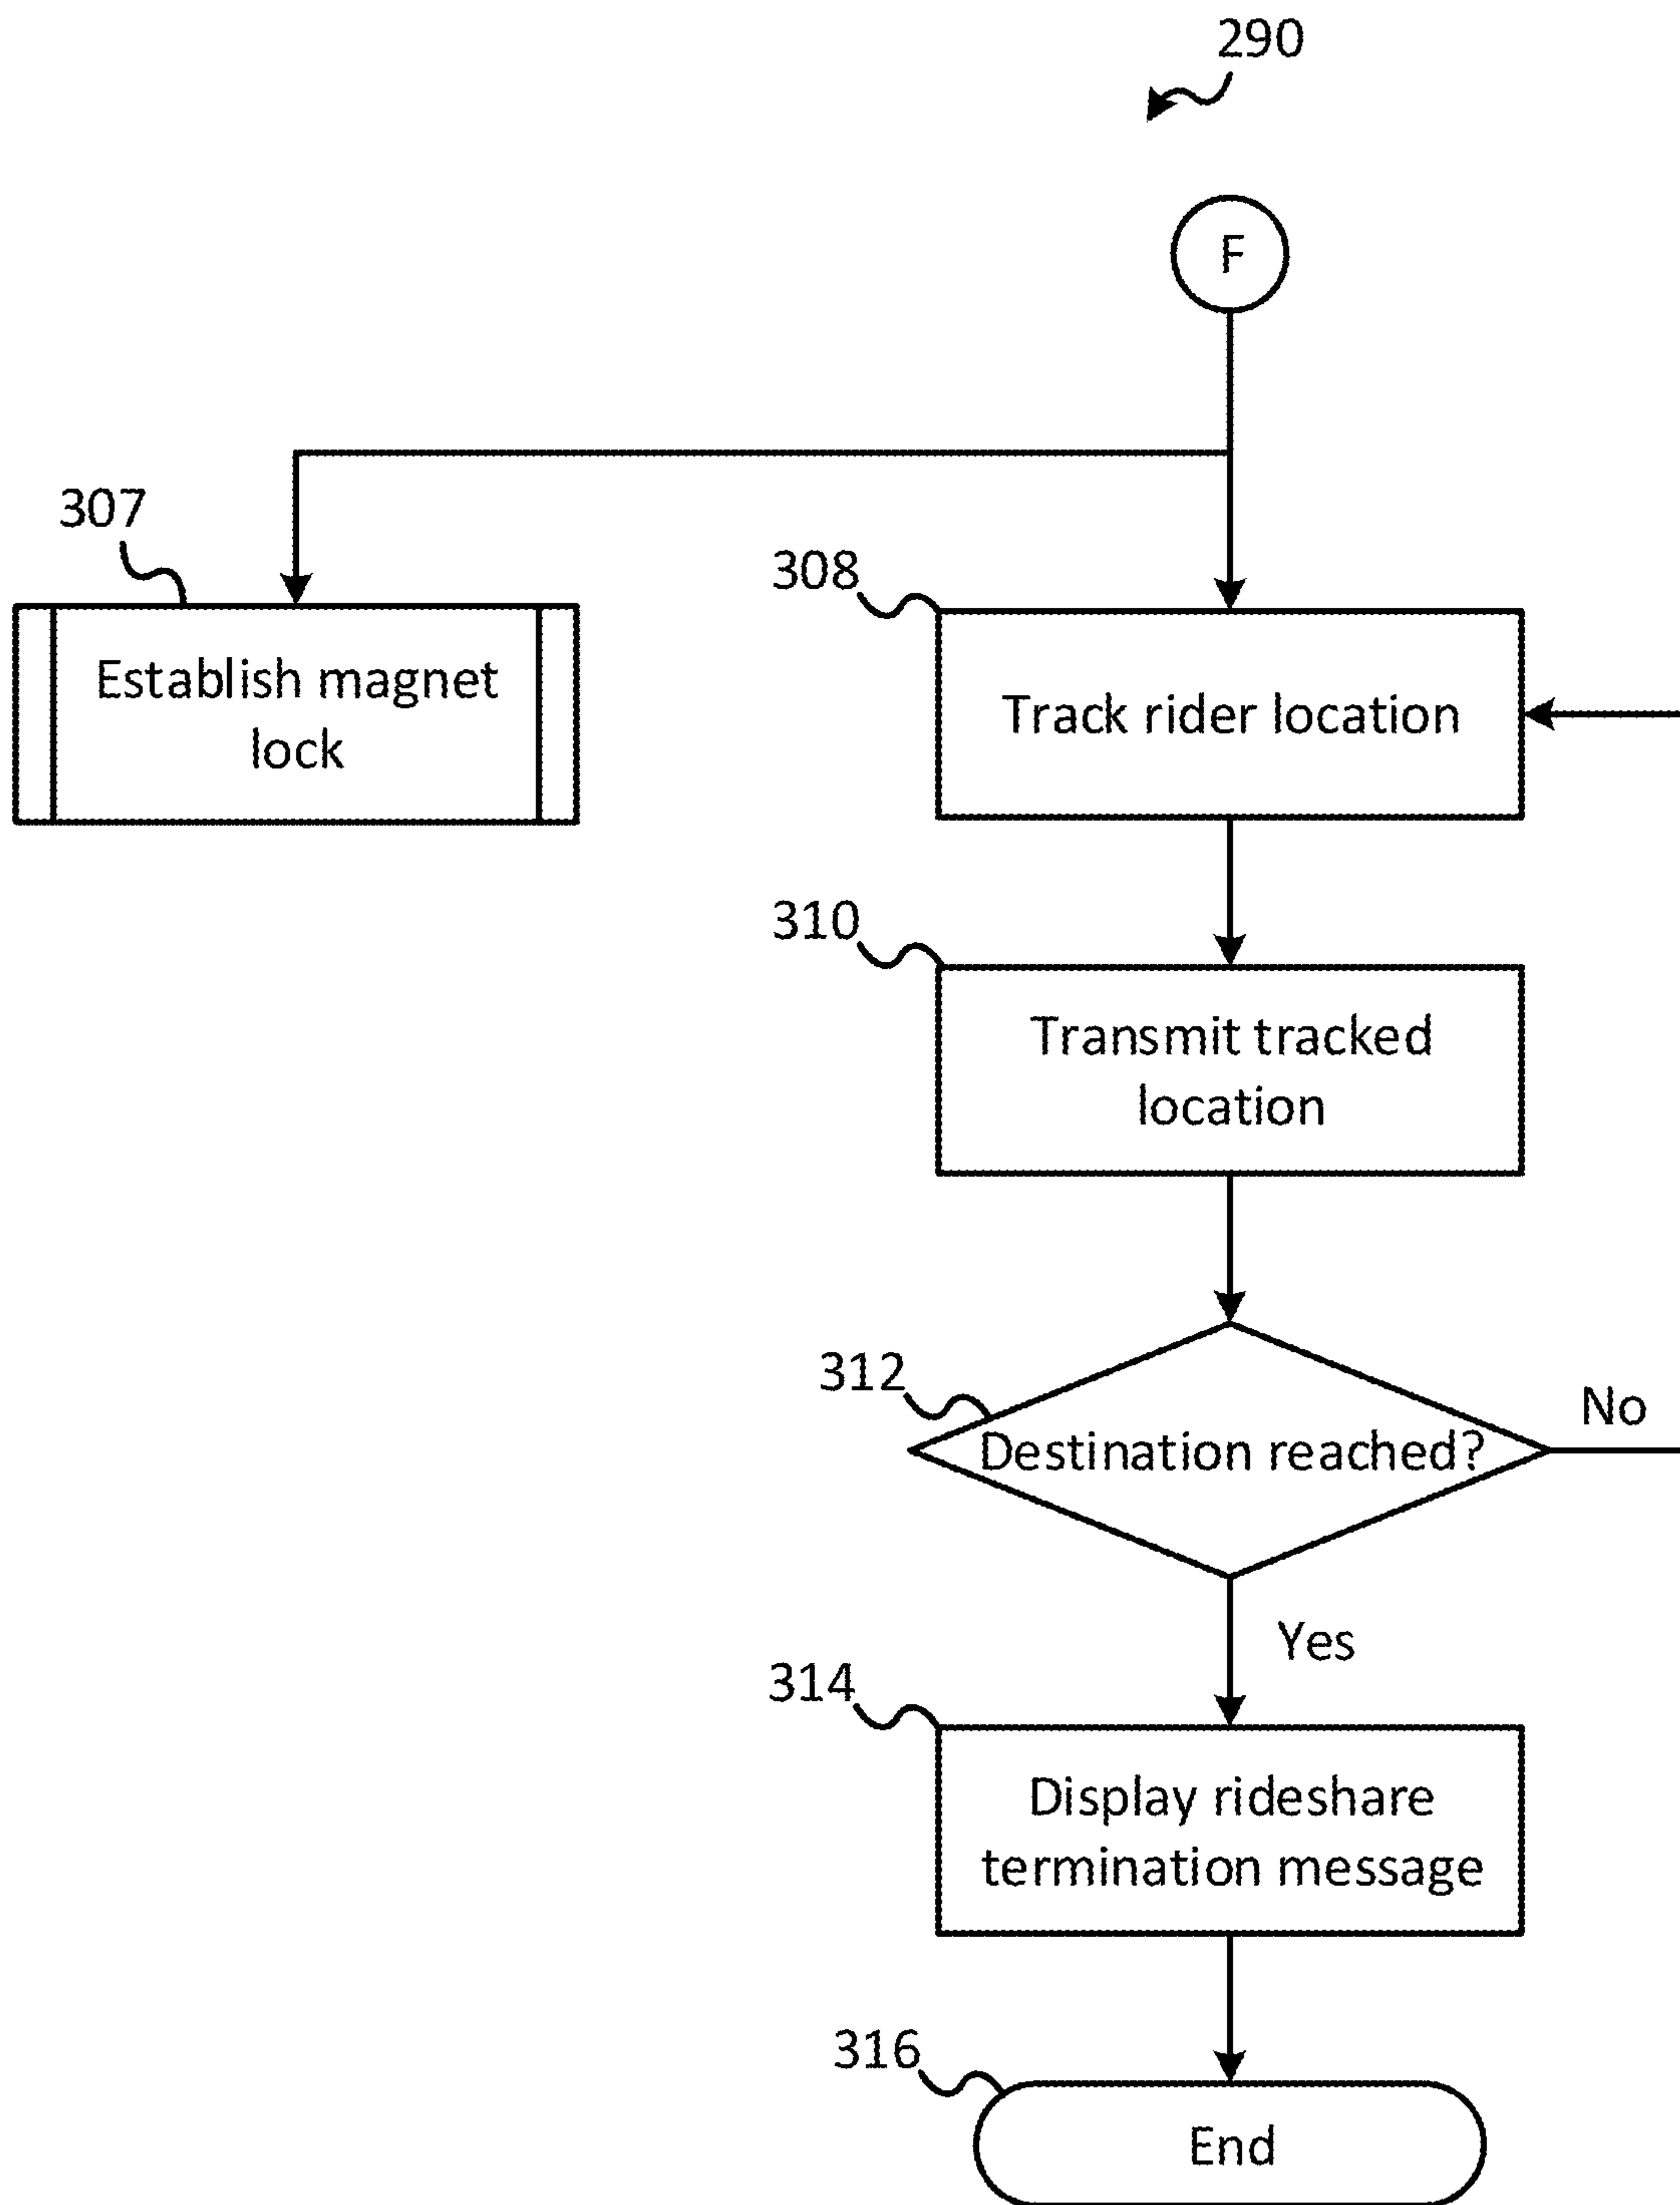 290
F
307
Establish magnet
lock
308
Track rider location
310
Transmit tracked
location
312
Destination reached?
No
Yes
314
Display rideshare
termination message
316
End